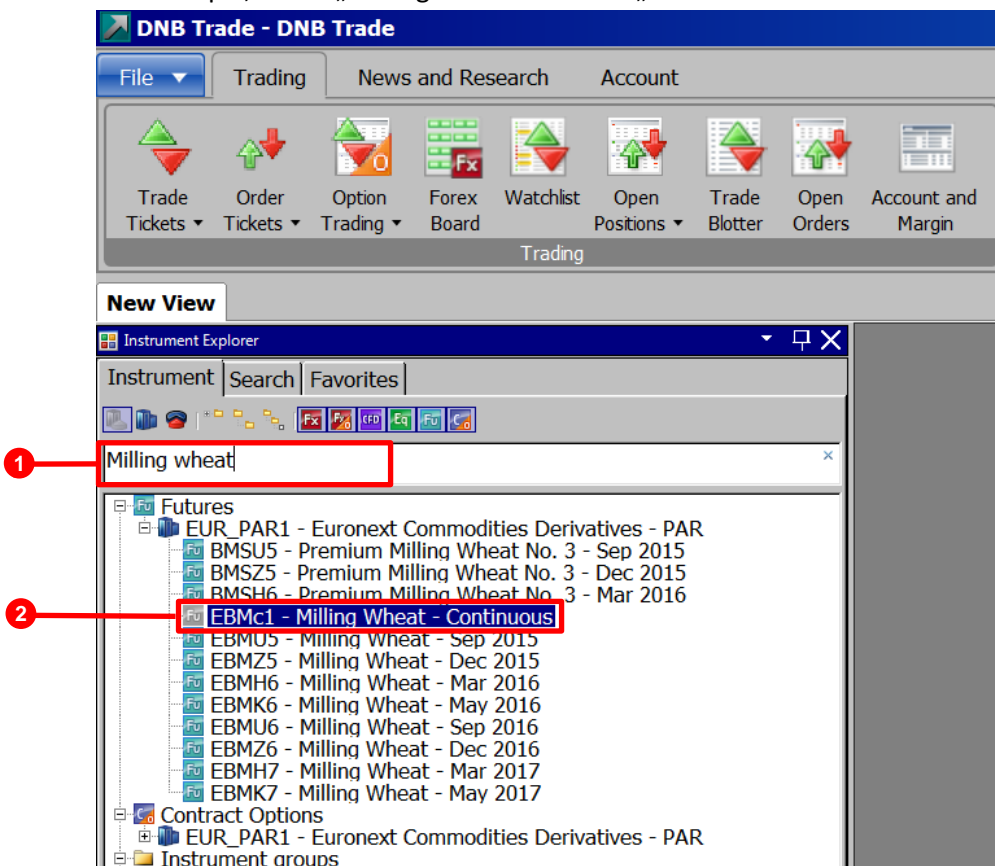 DNB Trade - DNB Trade
File Trading News and Research Account
Trade Tickets
Order Tickets
Option Trading
Forex Board
Watchlist
Open Positions
Trade Blotter
Open Orders
Account and Margin
Trading
New View
Instrument Explorer
Instrument Search Favorites
Fx Fx CFD Eq Fu
1
Milling wheat
Futures
EUR_PAR1 - Euronext Commodities Derivatives - PAR
BMSU5 - Premium Milling Wheat No. 3 - Sep 2015
BMSZ5 - Premium Milling Wheat No. 3 - Dec 2015
BMSH6 - Premium Milling Wheat No. 3 - Mar 2016
2
EBMc1 - Milling Wheat - Continuous
EBMU5 - Milling Wheat - Sep 2015
EBMZ5 - Milling Wheat - Dec 2015
EBMH6 - Milling Wheat - Mar 2016
EBMK6 - Milling Wheat - May 2016
EBMU6 - Milling Wheat - Sep 2016
EBMZ6 - Milling Wheat - Dec 2016
EBMH7 - Milling Wheat - Mar 2017
EBMK7 - Milling Wheat - May 2017
Contract Options
EUR_PAR1 - Euronext Commodities Derivatives - PAR
Instrument groups